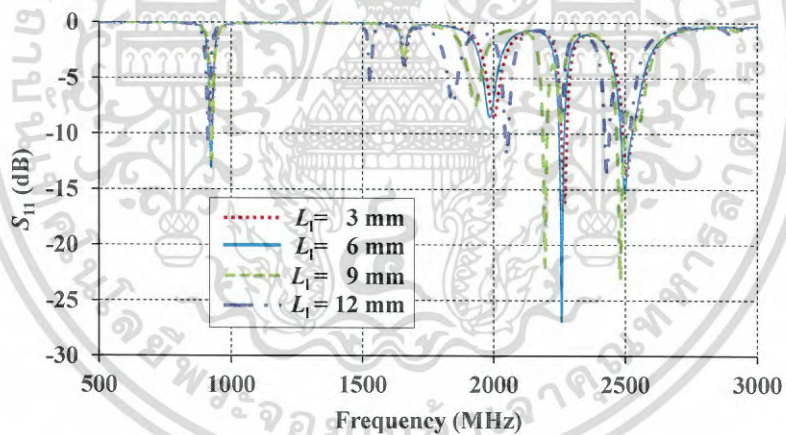 0
-5
-10
-15
-20
-25
-30
S₁₁ (dB)
L₁= 3 mm
L₁= 6 mm
L₁= 9 mm
L₁= 12 mm
500 1000 1500 2000 2500 3000
Frequency (MHz)